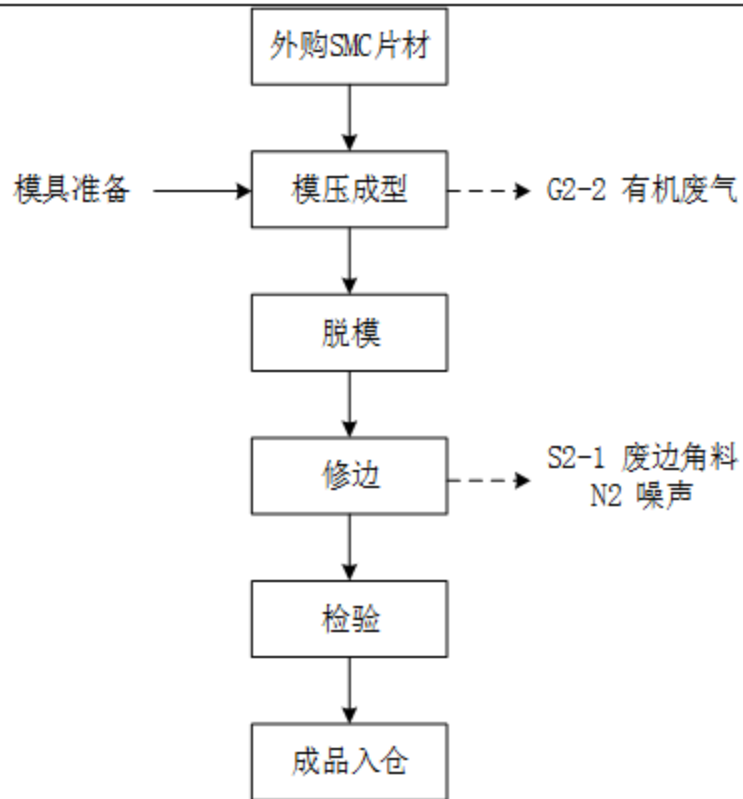 外购SMC片材
模具准备
模压成型
G2-2 有机废气
脱模
修边
S2-1 废边角料
N2 噪声
检验
成品入仓